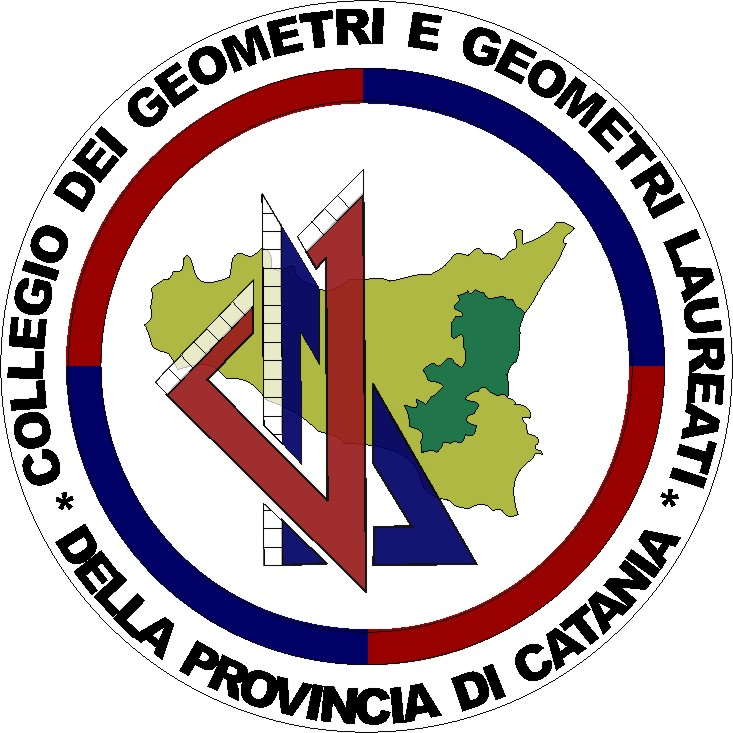 COLLEGIO DEI GEOMETRI E GEOMETRI LAUREATI
* DELLA PROVINCIA DI CATANIA *